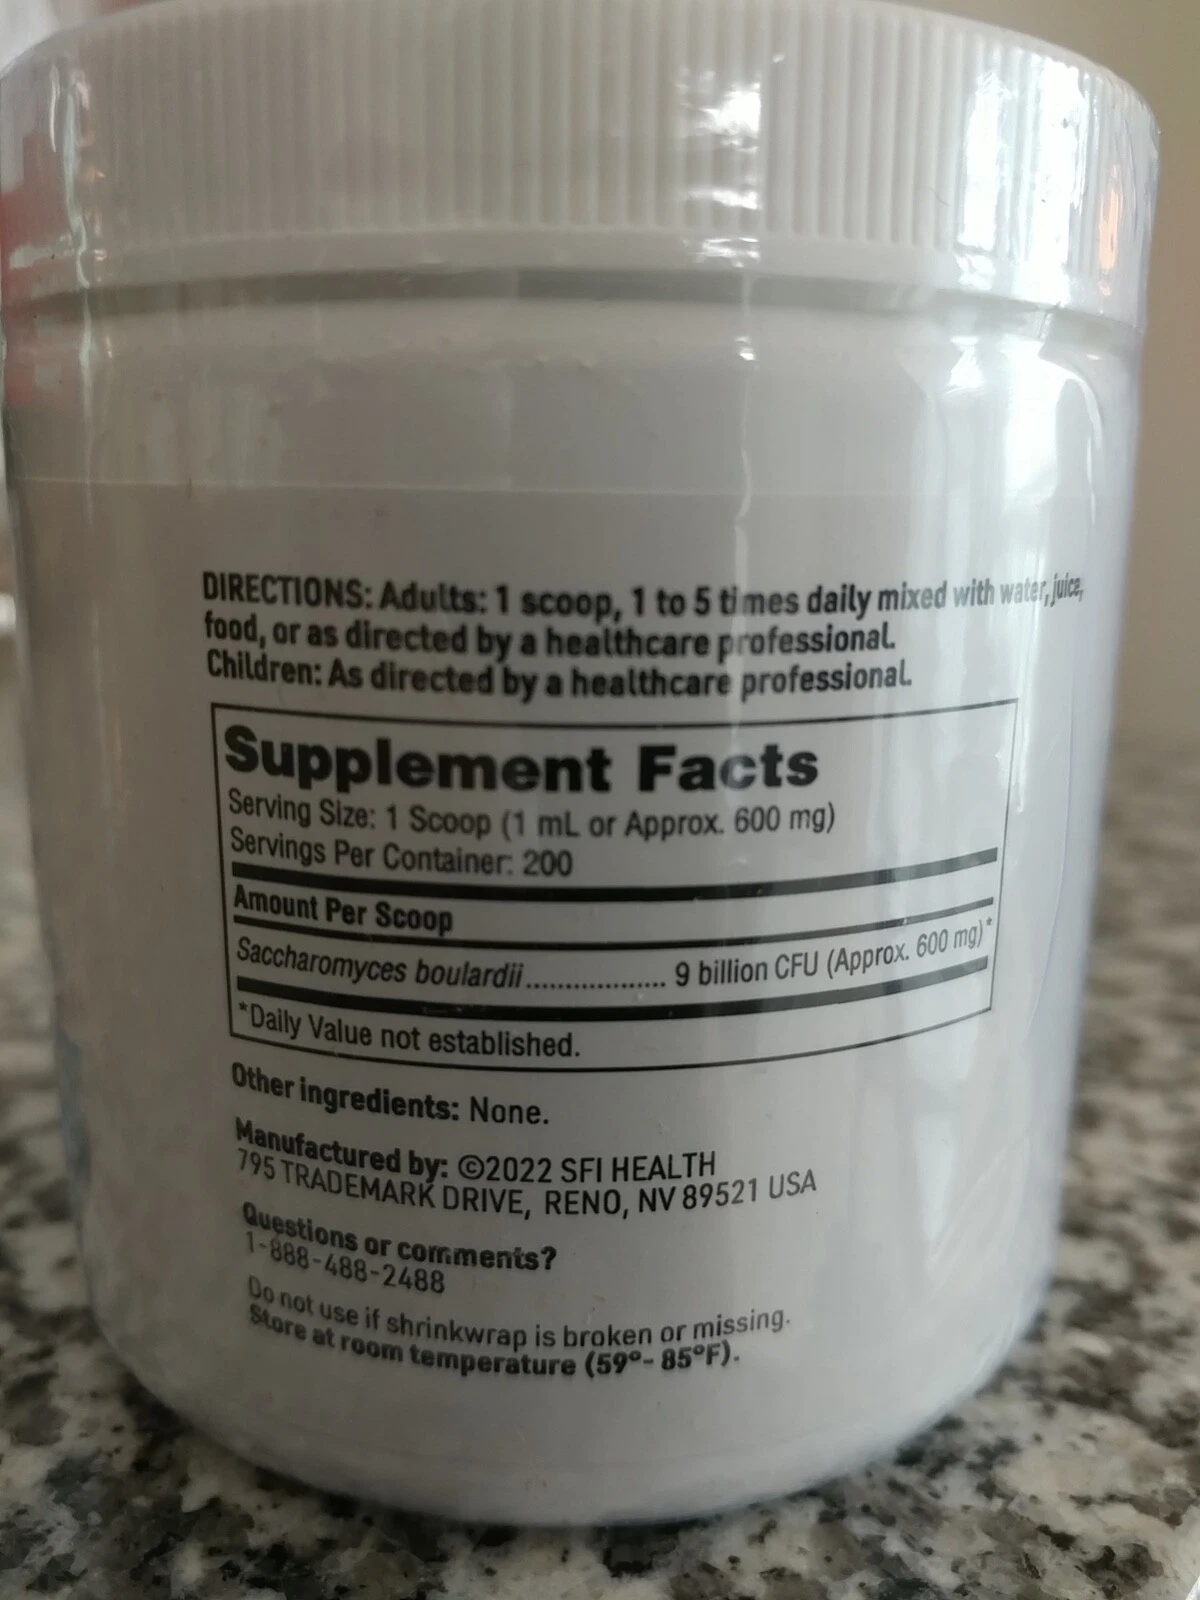 DIRECTIONS: Adults: 1 scoop, 1 to 5 times daily mixed with water, juice,
food, or as directed by a healthcare professional.
Children: As directed by a healthcare professional.
Supplement Facts
Serving Size: 1 Scoop (1 mL or Approx. 600 mg)
Servings Per Container: 200
Amount Per Scoop
Saccharomyces boulardii.................. 9 billion CFU (Approx. 600 mg)*
*Daily Value not established.
Other ingredients: None.
Manufactured by: ©2022 SFI HEALTH
795 TRADEMARK DRIVE, RENO, NV 89521 USA
Questions or comments?
1-888-488-2488
Do not use if shrinkwrap is broken or missing.
Store at room temperature (59°- 85°F).